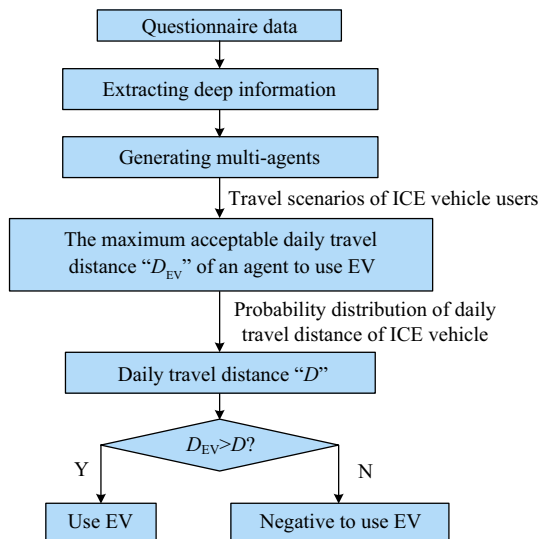 Questionnaire data
Extracting deep information
Generating multi-agents
Travel scenarios of ICE vehicle users
The maximum acceptable daily travel
distance “D_EV” of an agent to use EV
Probability distribution of daily
travel distance of ICE vehicle
Daily travel distance “D”
D_EV>D?
Y
N
Use EV
Negative to use EV